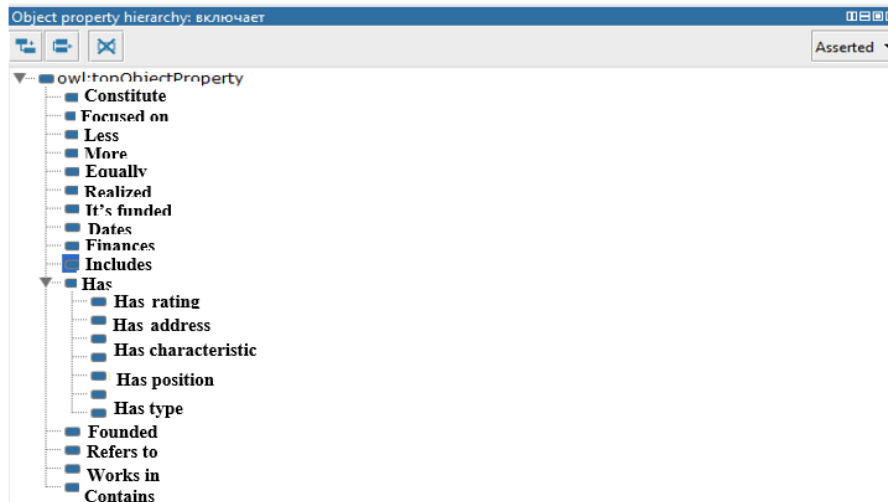 Object property hierarchy: включает
Asserted
owl:topObjectProperty
Constitute
Focused on
Less
More
Equally
Realized
It's funded
Dates
Finances
Includes
Has
Has rating
Has address
Has characteristic
Has position
Has type
Founded
Refers to
Works in
Contains